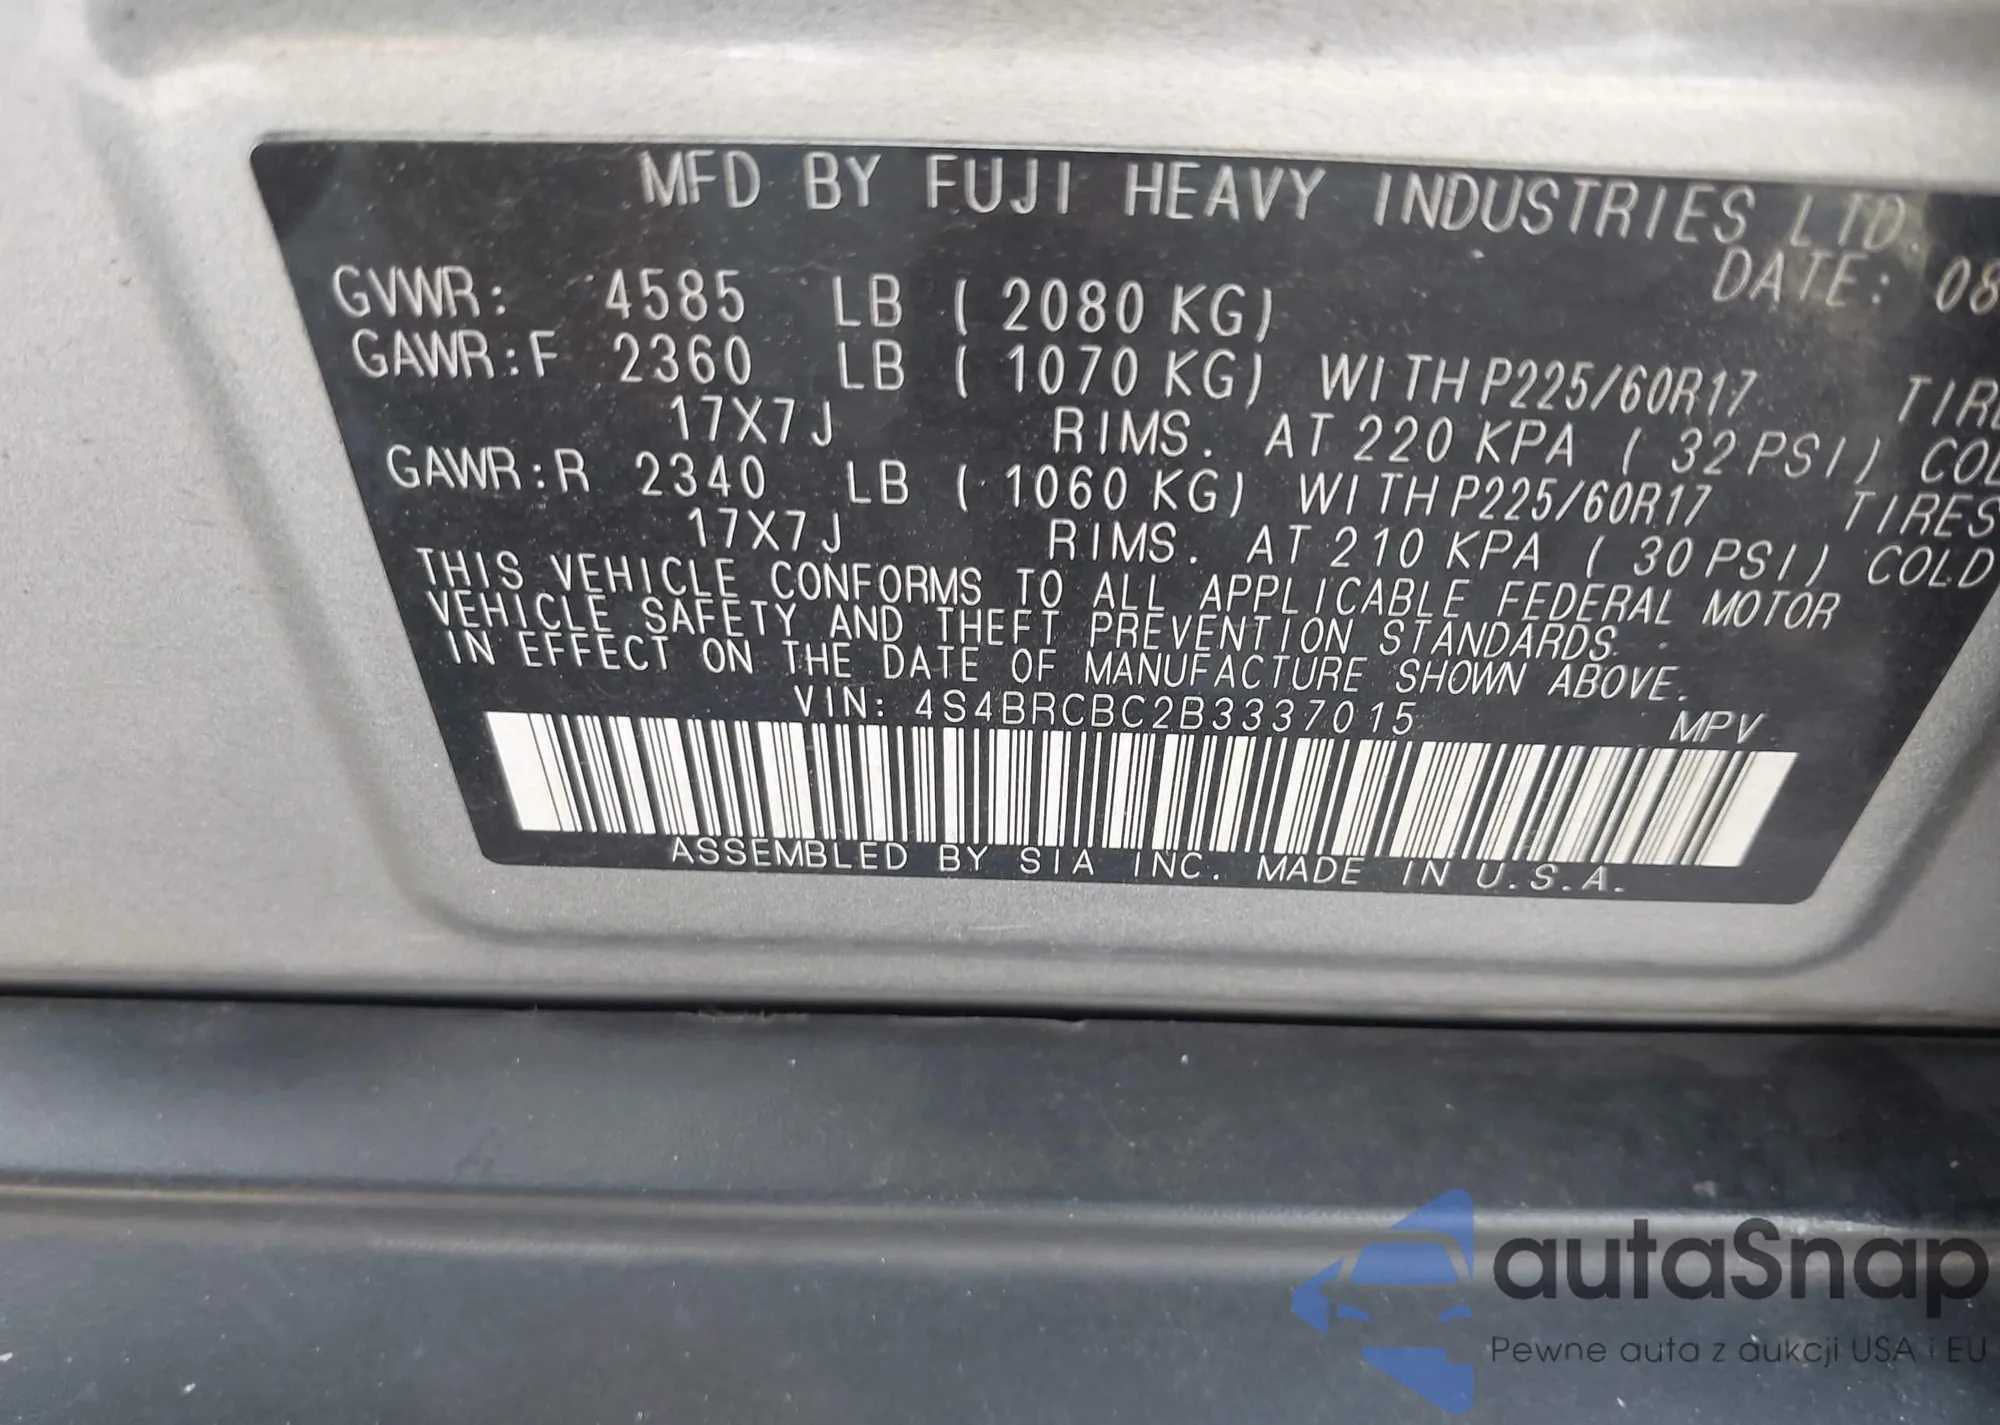 MFD BY FUJI HEAVY INDUSTRIES LTD.
DATE: 08
GVWR: 4585 LB ( 2080 KG)
GAWR:F 2360 LB ( 1070 KG) WITH P225/60R17 TIRE
17X7J RIMS. AT 220 KPA ( 32 PSI) COL
GAWR:R 2340 LB ( 1060 KG) WITH P225/60R17 TIRES
17X7J RIMS. AT 210 KPA ( 30 PSI) COLD
THIS VEHICLE CONFORMS TO ALL APPLICABLE FEDERAL MOTOR
VEHICLE SAFETY AND THEFT PREVENTION STANDARDS
IN EFFECT ON THE DATE OF MANUFACTURE SHOWN ABOVE.
VIN: 4S4BRCBC2B3337015 MPV
ASSEMBLED BY SIA INC. MADE IN U.S.A.
autaSnap
Pewne auta z aukcji USA i EU